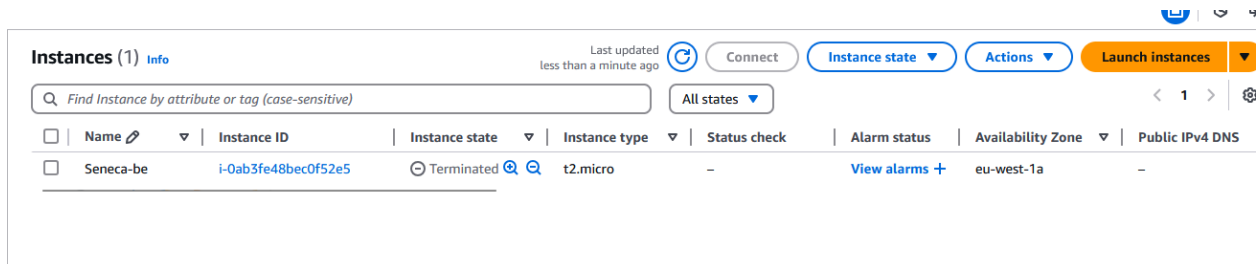 Instances (1) Info
Last updated
less than a minute ago
Connect
Instance state
Actions
Launch instances
Find Instance by attribute or tag (case-sensitive)
All states
1
Name
Instance ID
Instance state
Instance type
Status check
Alarm status
Availability Zone
Public IPv4 DNS
Seneca-be
i-0ab3fe48bec0f52e5
Terminated
t2.micro
–
View alarms +
eu-west-1a
–